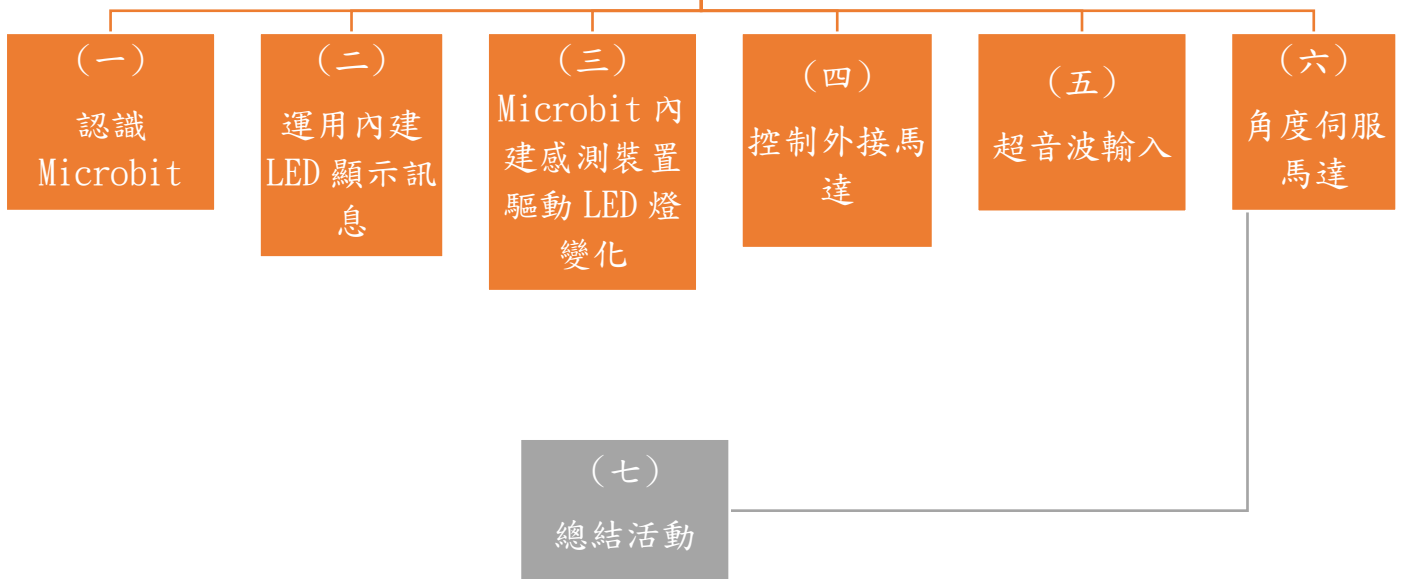 （一）
認識
Microbit
（二）
運用內建
LED 顯示訊
息
（三）
Microbit 內
建感測裝置
驅動 LED 燈
變化
（四）
控制外接馬
達
（五）
超音波輸入
（六）
角度伺服
馬達
（七）
總結活動